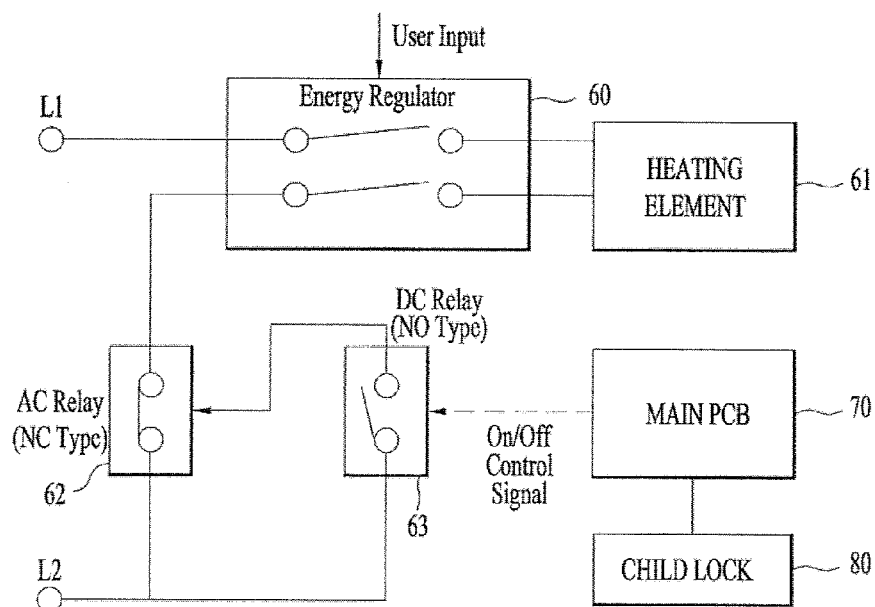 User Input
Energy Regulator
60
L1
HEATING
ELEMENT
61
DC Relay
(NO Type)
AC Relay
(NC Type)
62
63
On/Off
Control
Signal
MAIN PCB
70
L2
CHILD LOCK
80